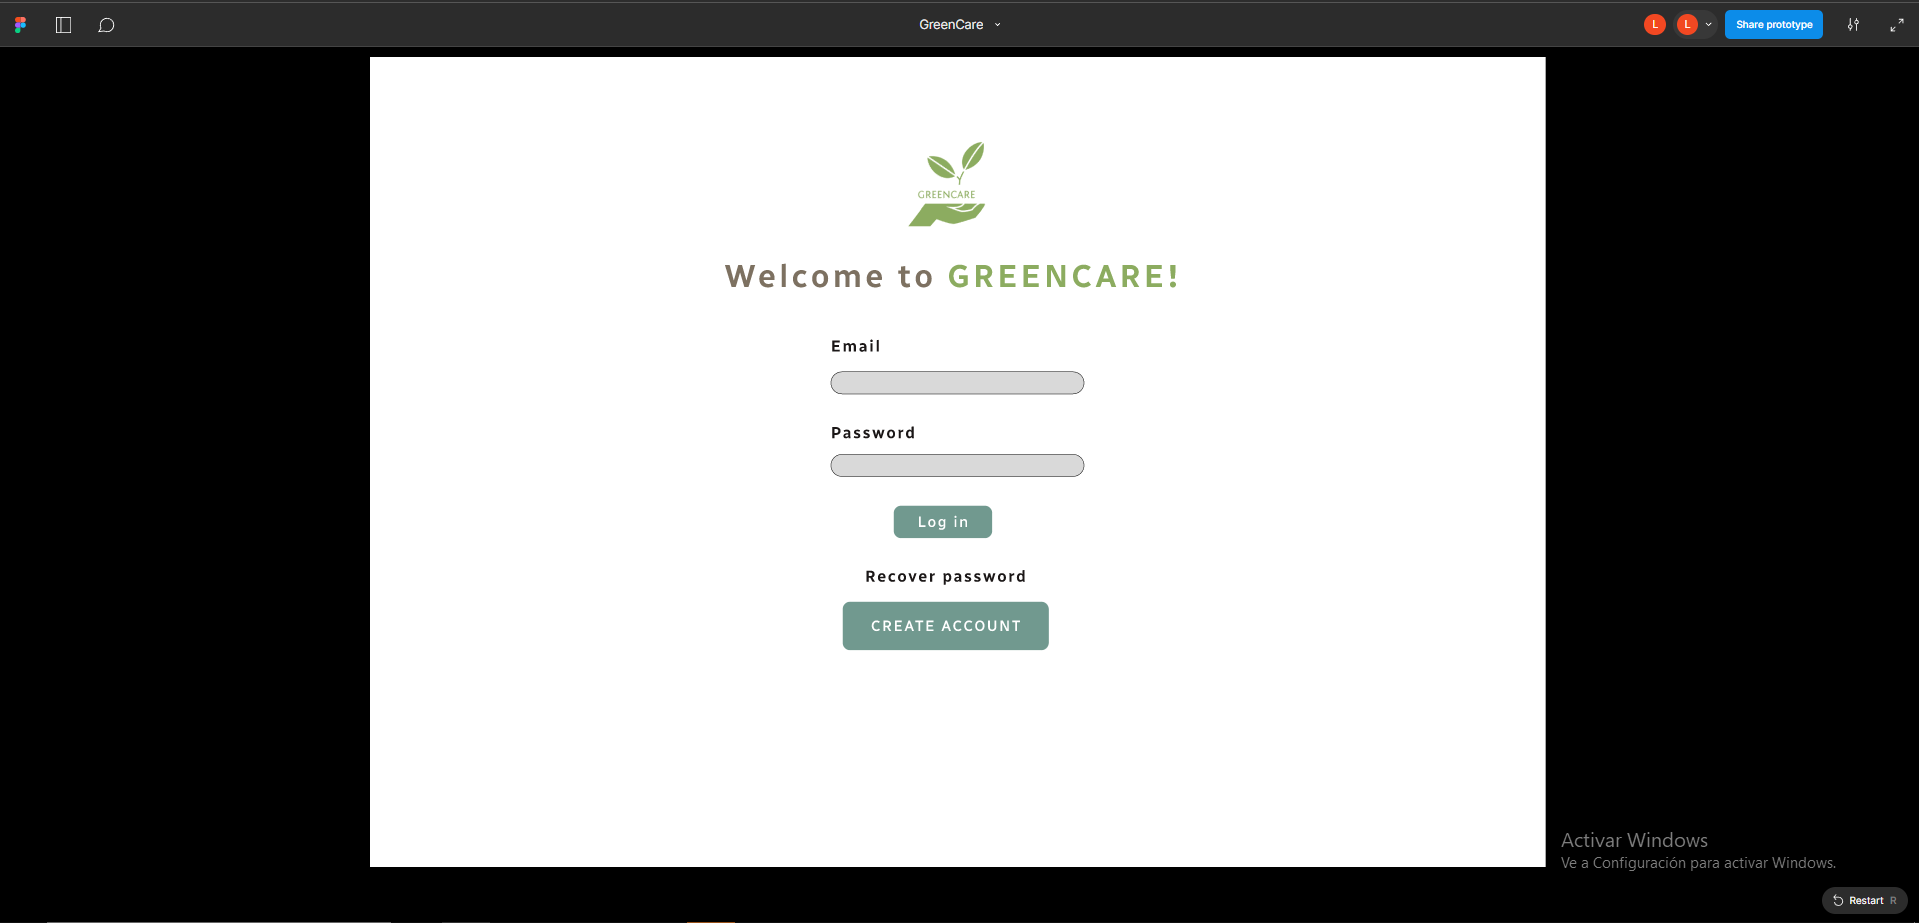 GreenCare
L
L
Share prototype
GREENCARE
Welcome to GREENCARE!
Email
Password
Log in
Recover password
CREATE ACCOUNT
Activar Windows
Ve a Configuración para activar Windows.
Restart R